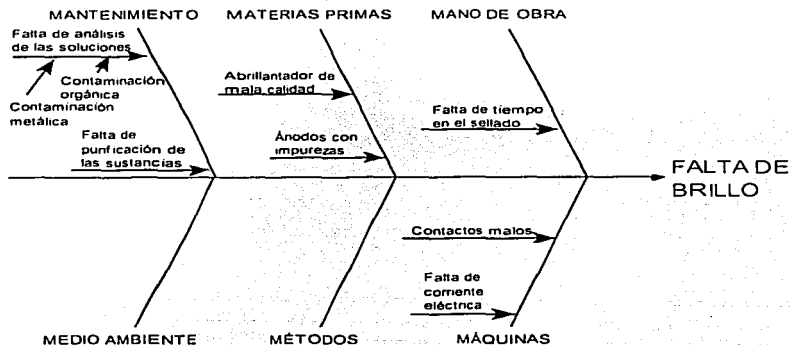 MANTENIMIENTO
MATERIAS PRIMAS
MANO DE OBRA
Falta de análisis
de las soluciones
Contaminación
orgánica
Contaminación
metálica
Falta de
purificación de
las sustancias
Abrillantador de
mala calidad
Ánodos con
impurezas
Falta de tiempo
en el sellado
FALTA DE
BRILLO
Contactos malos
Falta de
corriente
eléctrica
MEDIO AMBIENTE
MÉTODOS
MÁQUINAS